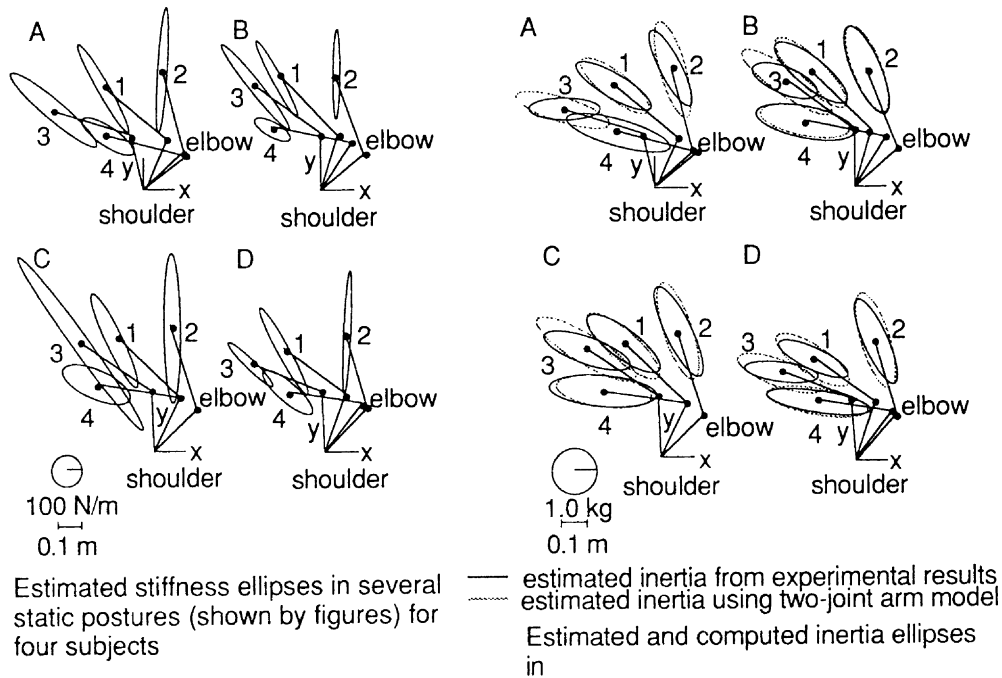 A
B
1
2
3
4
elbow
y
x
shoulder
1
2
3
4
elbow
y
x
shoulder
C
D
1
2
3
4
elbow
y
x
shoulder
1
2
3
4
elbow
y
x
shoulder
100 N/m
0.1 m
Estimated stiffness ellipses in several
static postures (shown by figures) for
four subjects
A
B
1
2
3
4
elbow
y
x
shoulder
1
2
3
4
elbow
y
x
shoulder
C
D
1
2
3
4
elbow
y
x
shoulder
1
2
3
4
elbow
y
x
shoulder
1.0 kg
0.1 m
estimated inertia from experimental results
estimated inertia using two-joint arm model
Estimated and computed inertia ellipses
in